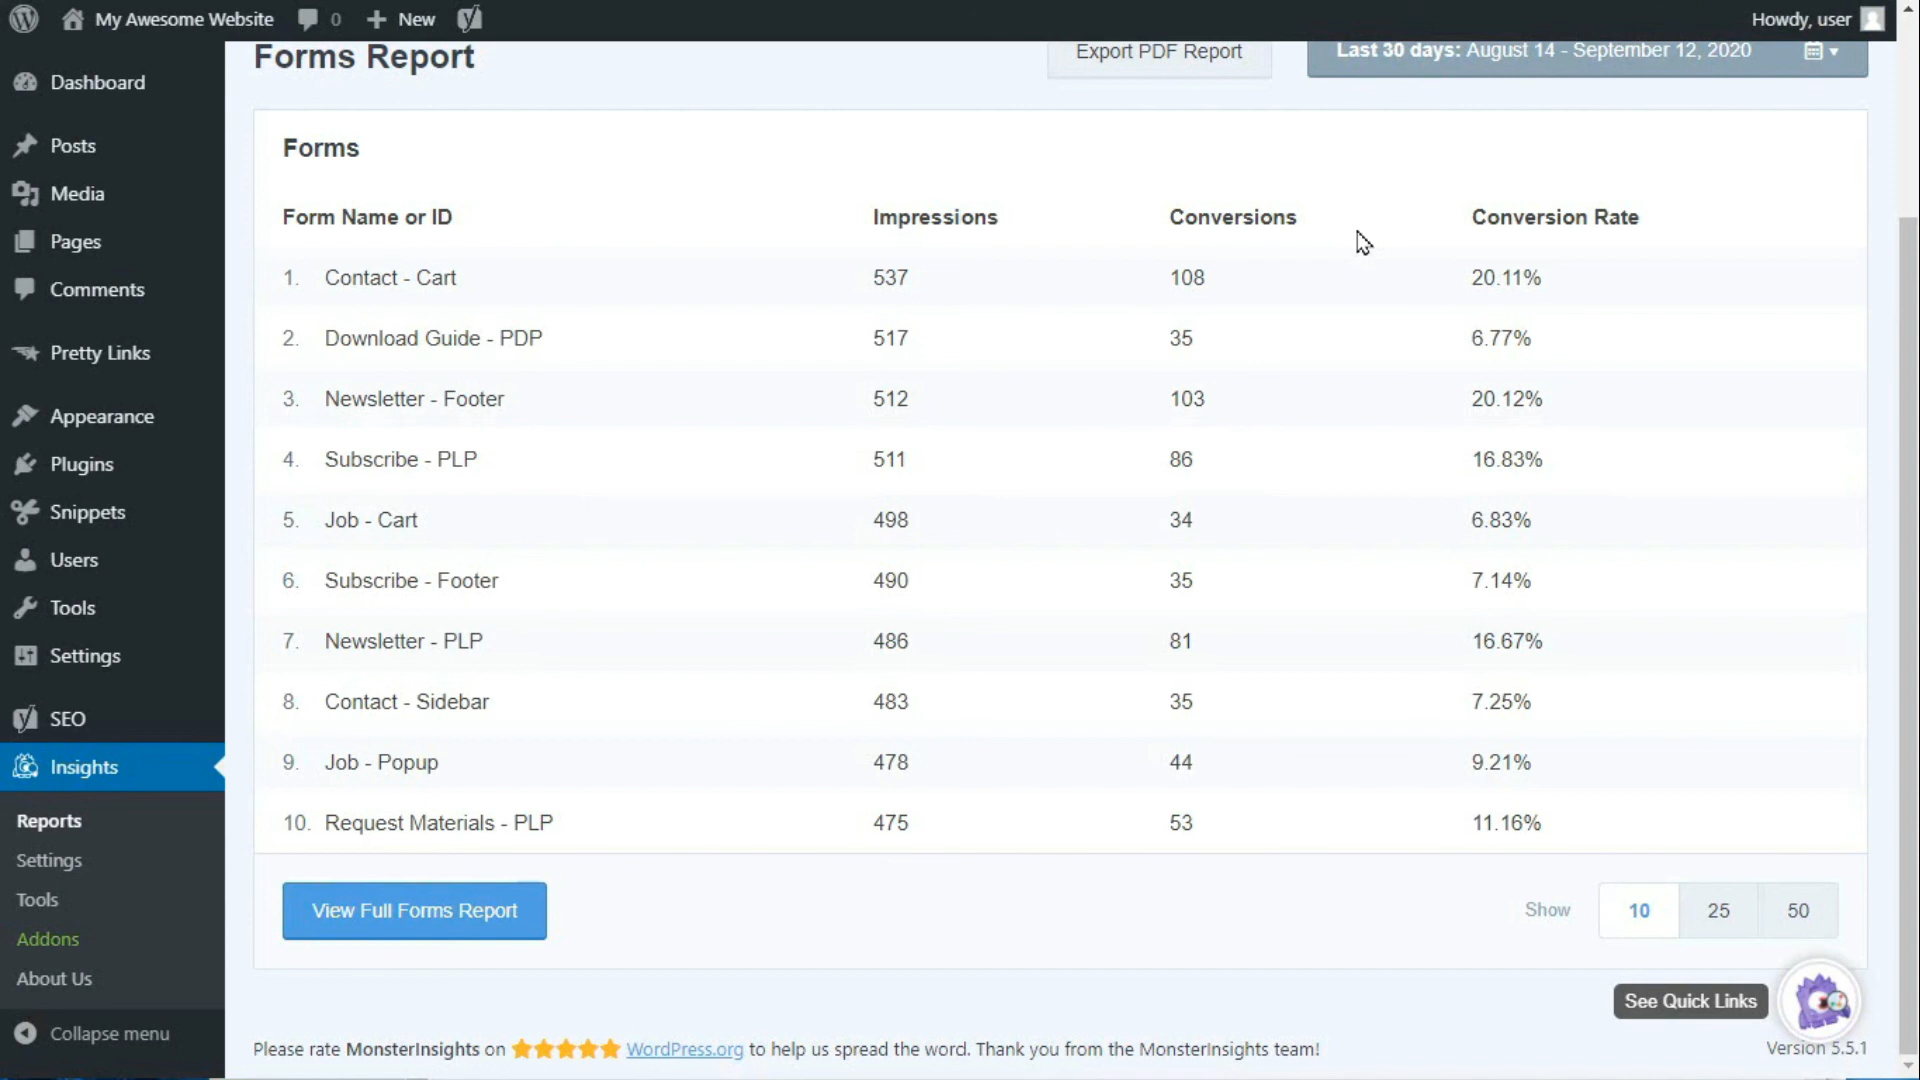 My Awesome Website 0 New Howdy, user
Forms Report Export PDF Report Last 30 days: August 14 - September 12, 2020
Dashboard
Posts
Media
Pages
Comments
Pretty Links
Appearance
Plugins
Snippets
Users
Tools
Settings
SEO
Insights
Reports
Settings
Tools
Addons
About Us
Collapse menu
Forms
Form Name or ID Impressions Conversions Conversion Rate
1. Contact - Cart 537 108 20.11%
2. Download Guide - PDP 517 35 6.77%
3. Newsletter - Footer 512 103 20.12%
4. Subscribe - PLP 511 86 16.83%
5. Job - Cart 498 34 6.83%
6. Subscribe - Footer 490 35 7.14%
7. Newsletter - PLP 486 81 16.67%
8. Contact - Sidebar 483 35 7.25%
9. Job - Popup 478 44 9.21%
10. Request Materials - PLP 475 53 11.16%
View Full Forms Report Show 10 25 50
See Quick Links
Please rate MonsterInsights on WordPress.org to help us spread the word. Thank you from the MonsterInsights team! Version 5.5.1